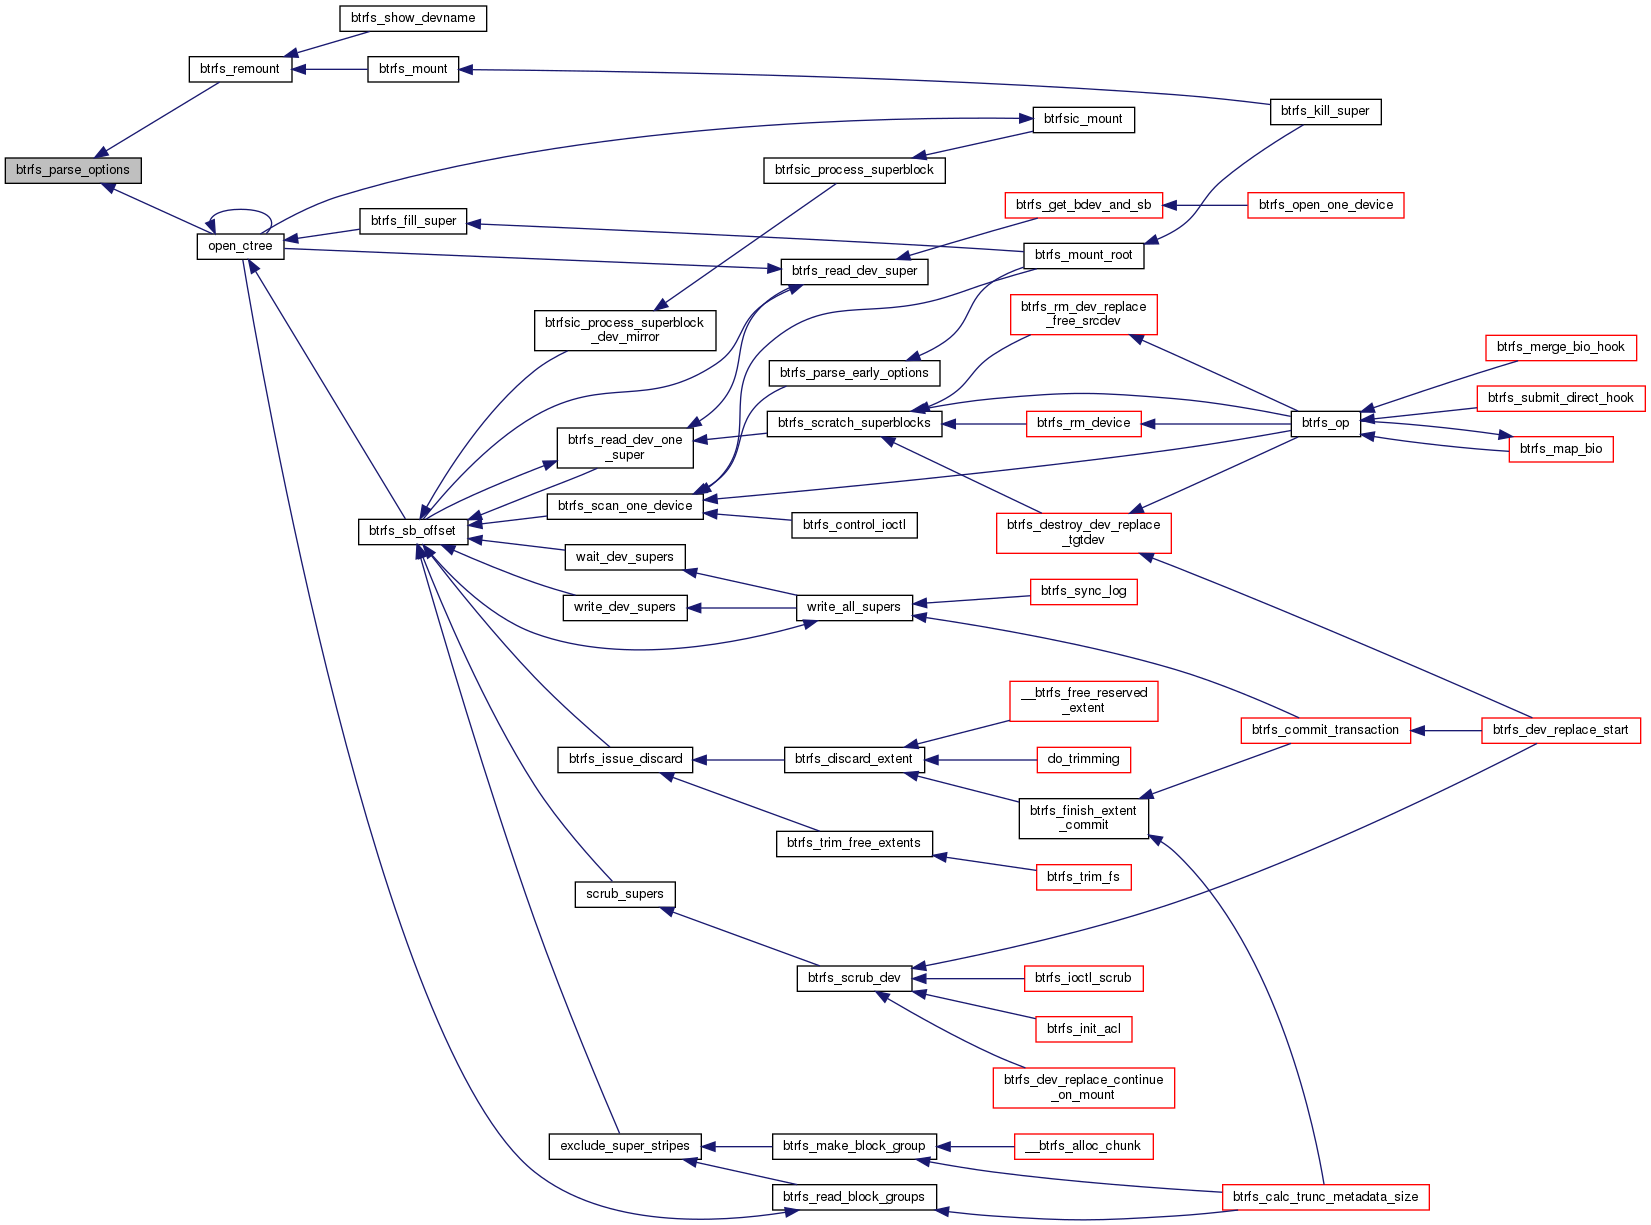 btrfs_show_devname
btrfs_remount
btrfs_mount
btrfs_kill_super
btrfsic_mount
btrfs_parse_options
btrfsic_process_superblock
btrfs_get_bdev_and_sb
btrfs_open_one_device
btrfs_fill_super
open_ctree
btrfs_mount_root
btrfs_read_dev_super
btrfsic_process_superblock
_dev_mirror
btrfs_rm_dev_replace
_free_srcdev
btrfs_merge_bio_hook
btrfs_parse_early_options
btrfs_submit_direct_hook
btrfs_scratch_superblocks
btrfs_rm_device
btrfs_op
btrfs_read_dev_one
_super
btrfs_map_bio
btrfs_scan_one_device
btrfs_control_ioctl
btrfs_sb_offset
btrfs_destroy_dev_replace
_tgtdev
wait_dev_supers
btrfs_sync_log
write_dev_supers
write_all_supers
__btrfs_free_reserved
_extent
btrfs_commit_transaction
btrfs_dev_replace_start
btrfs_issue_discard
btrfs_discard_extent
do_trimming
btrfs_finish_extent
_commit
btrfs_trim_free_extents
btrfs_trim_fs
scrub_supers
btrfs_scrub_dev
btrfs_ioctl_scrub
btrfs_init_acl
btrfs_dev_replace_continue
_on_mount
exclude_super_stripes
btrfs_make_block_group
__btrfs_alloc_chunk
btrfs_read_block_groups
btrfs_calc_trunc_metadata_size